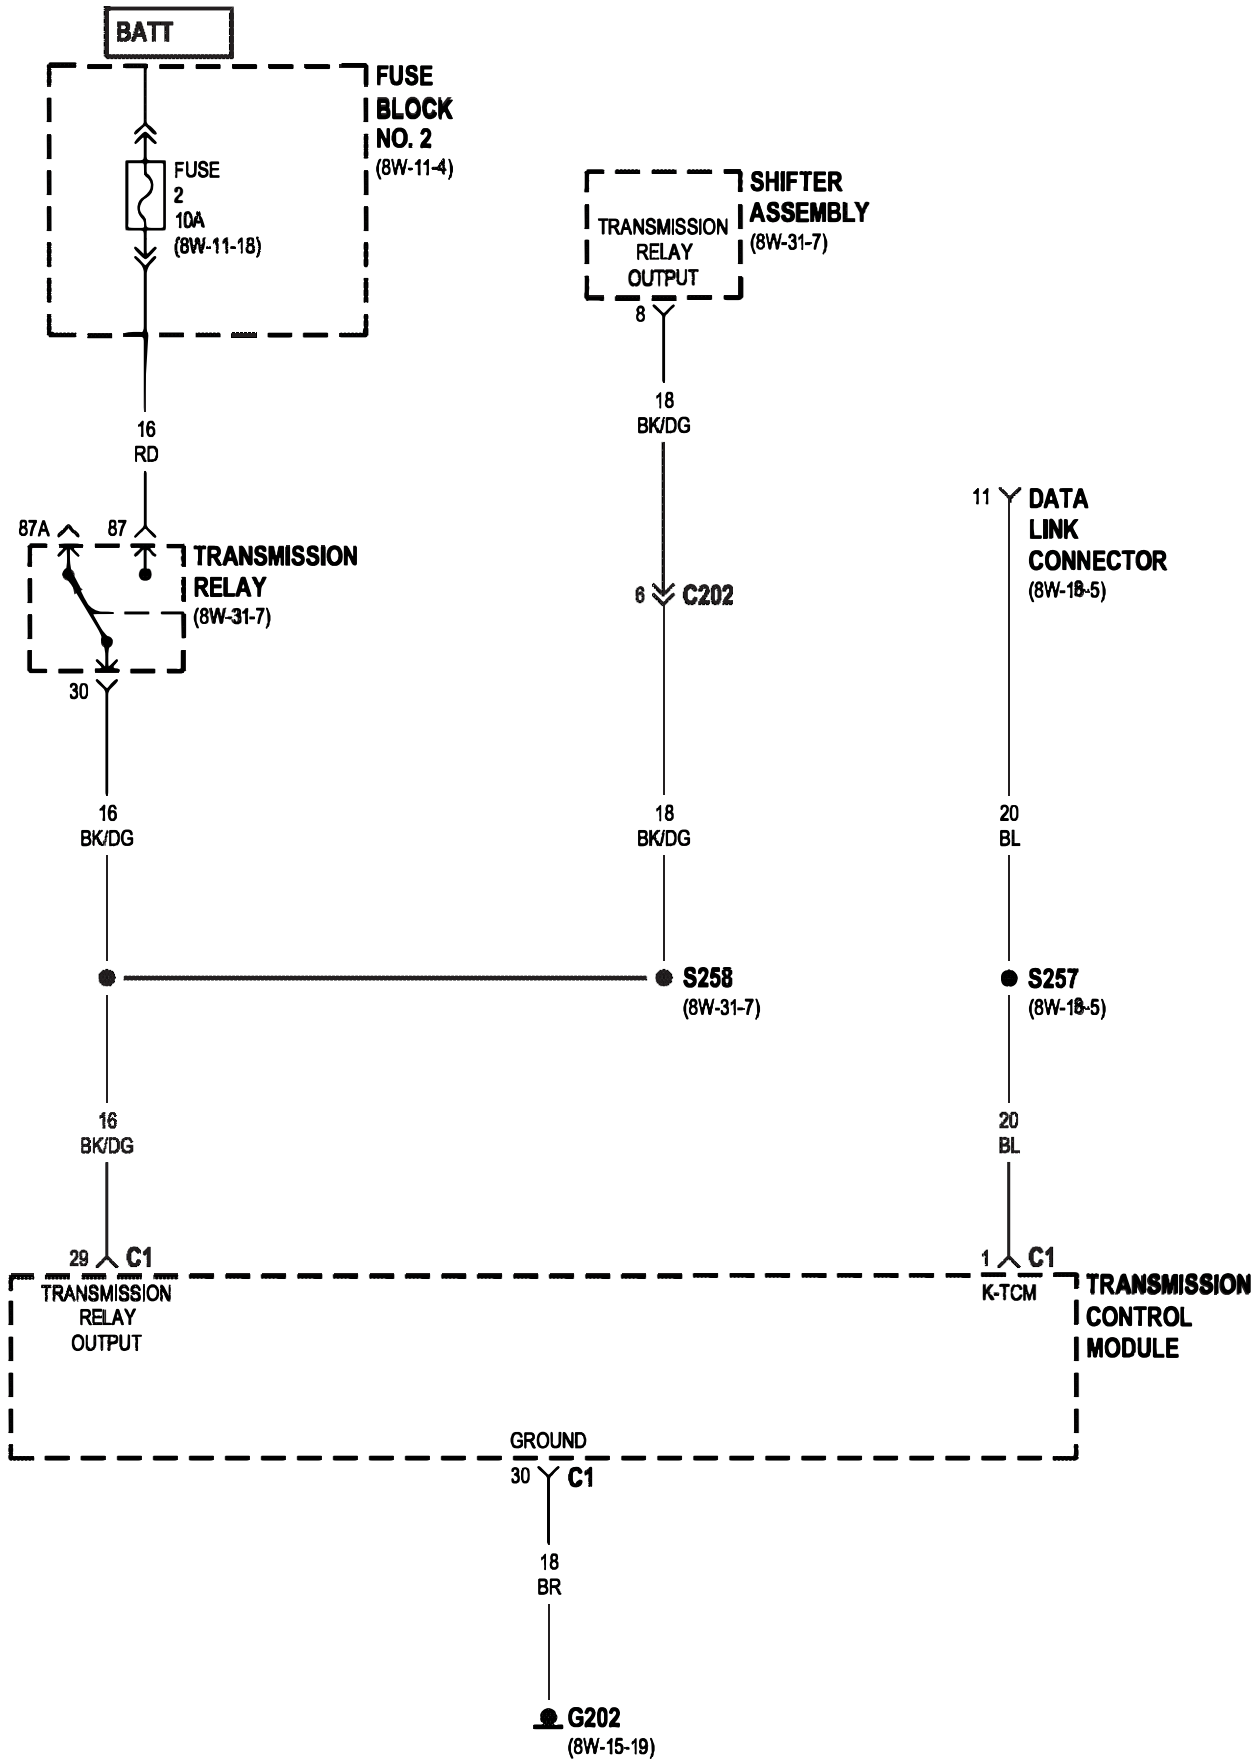 BATT
FUSE
BLOCK
NO. 2
(8W-11-4)
FUSE
2
10A
(8W-11-18)
SHIFTER
ASSEMBLY
(8W-31-7)
TRANSMISSION
RELAY
OUTPUT
8
18
BK/DG
16
RD
87A
87
TRANSMISSION
RELAY
(8W-31-7)
30
6
C202
11
DATA
LINK
CONNECTOR
(8W-18-5)
16
BK/DG
18
BK/DG
20
BL
S258
(8W-31-7)
S257
(8W-18-5)
16
BK/DG
20
BL
29
C1
1
C1
TRANSMISSION
RELAY
OUTPUT
K-TCM
TRANSMISSION
CONTROL
MODULE
GROUND
30
C1
18
BR
G202
(8W-15-19)